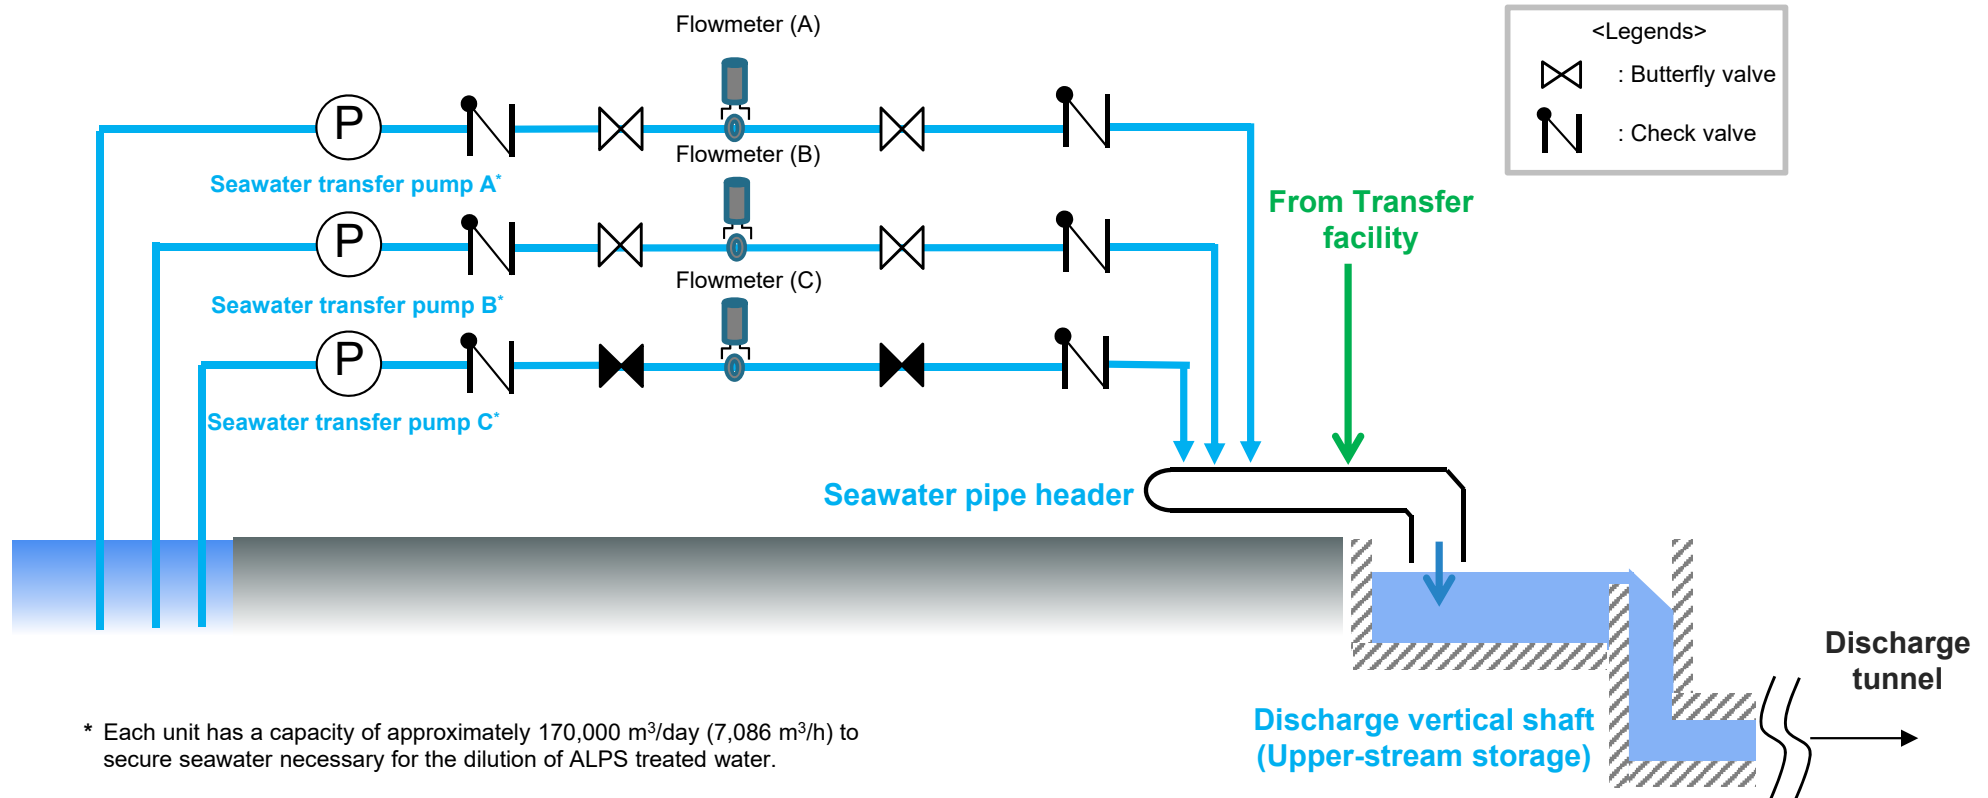 Flowmeter (A)
<Legends>
: Butterfly valve
: Check valve
P
Seawater transfer pump A*
Flowmeter (B)
P
Seawater transfer pump B*
Flowmeter (C)
P
Seawater transfer pump C*
From Transfer
facility
Seawater pipe header
Discharge
tunnel
Discharge vertical shaft
(Upper-stream storage)
* Each unit has a capacity of approximately 170,000 m³/day (7,086 m³/h) to
secure seawater necessary for the dilution of ALPS treated water.